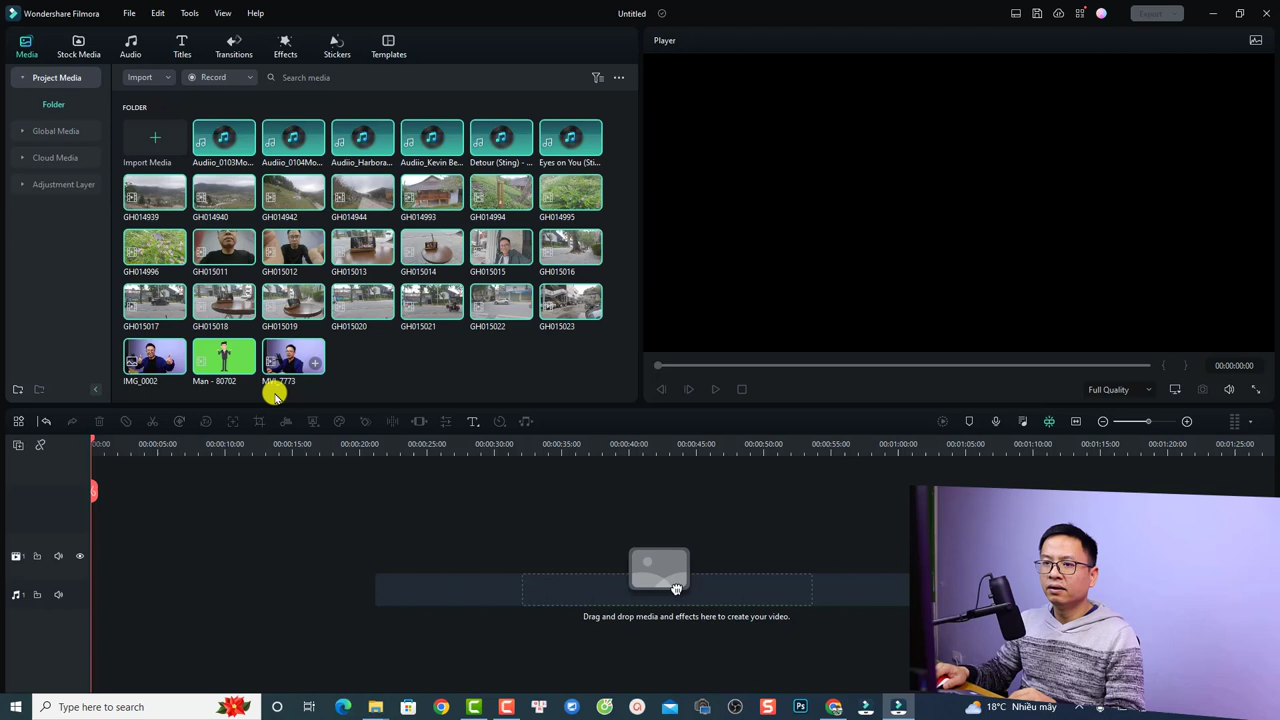 Wondershare Filmora File Edit Tools View Help Untitled Export
Media Stock Media Audio Titles Transitions Effects Stickers Templates
Player
Project Media
Import Record Search media
Folder
FOLDER
Global Media
Cloud Media
Adjustment Layer
Import Media Audiio_0103Mo... Audiio_0104Mo... Audiio_Harbora... Audiio_Kevin Be... Detour (Sting) - ... Eyes on You (Sti...
GH014939 GH014940 GH014942 GH014944 GH014993 GH014994 GH014995
GH014996 GH015011 GH015012 GH015013 GH015014 GH015015 GH015016
GH015017 GH015018 GH015019 GH015020 GH015021 GH015022 GH015023
IMG_0002 Man - 80702
00:00:00:00
Full Quality
00:00 00:00:05:00 00:00:10:00 00:00:15:00 00:00:20:00 00:00:25:00 00:00:30:00 00:00:35:00 00:00:40:00 00:00:45:00 00:00:50:00 00:00:55:00 00:01:00:00 00:01:05:00 00:01:10:00 00:01:15:00 00:01:20:00 00:01:25:00
1
1
Drag and drop media and effects here to create your video.
Type here to search
18°C Nhiều mây